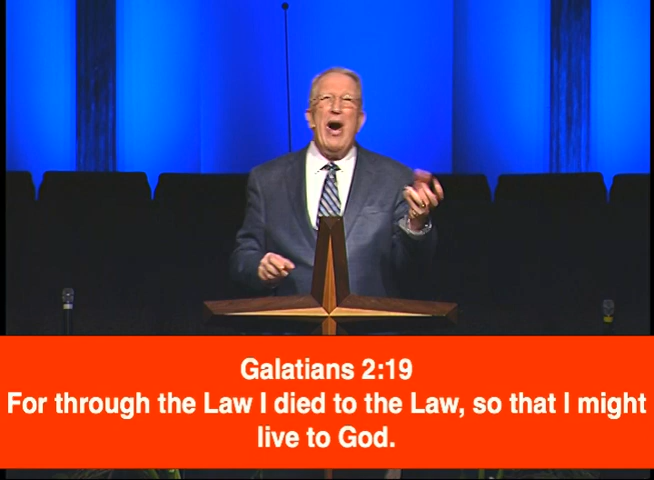 Galatians 2:19
For through the Law I died to the Law, so that I might
live to God.